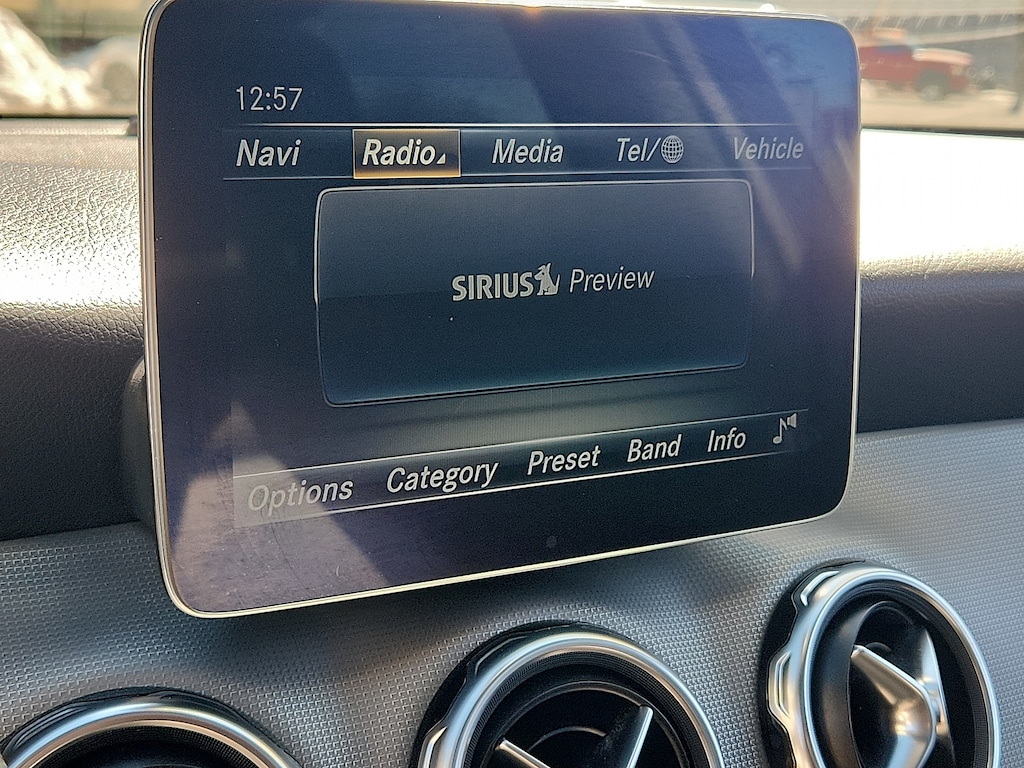 12:57
Navi Radio Media Tel/ Vehicle
SIRIUS Preview
Options Category Preset Band Info